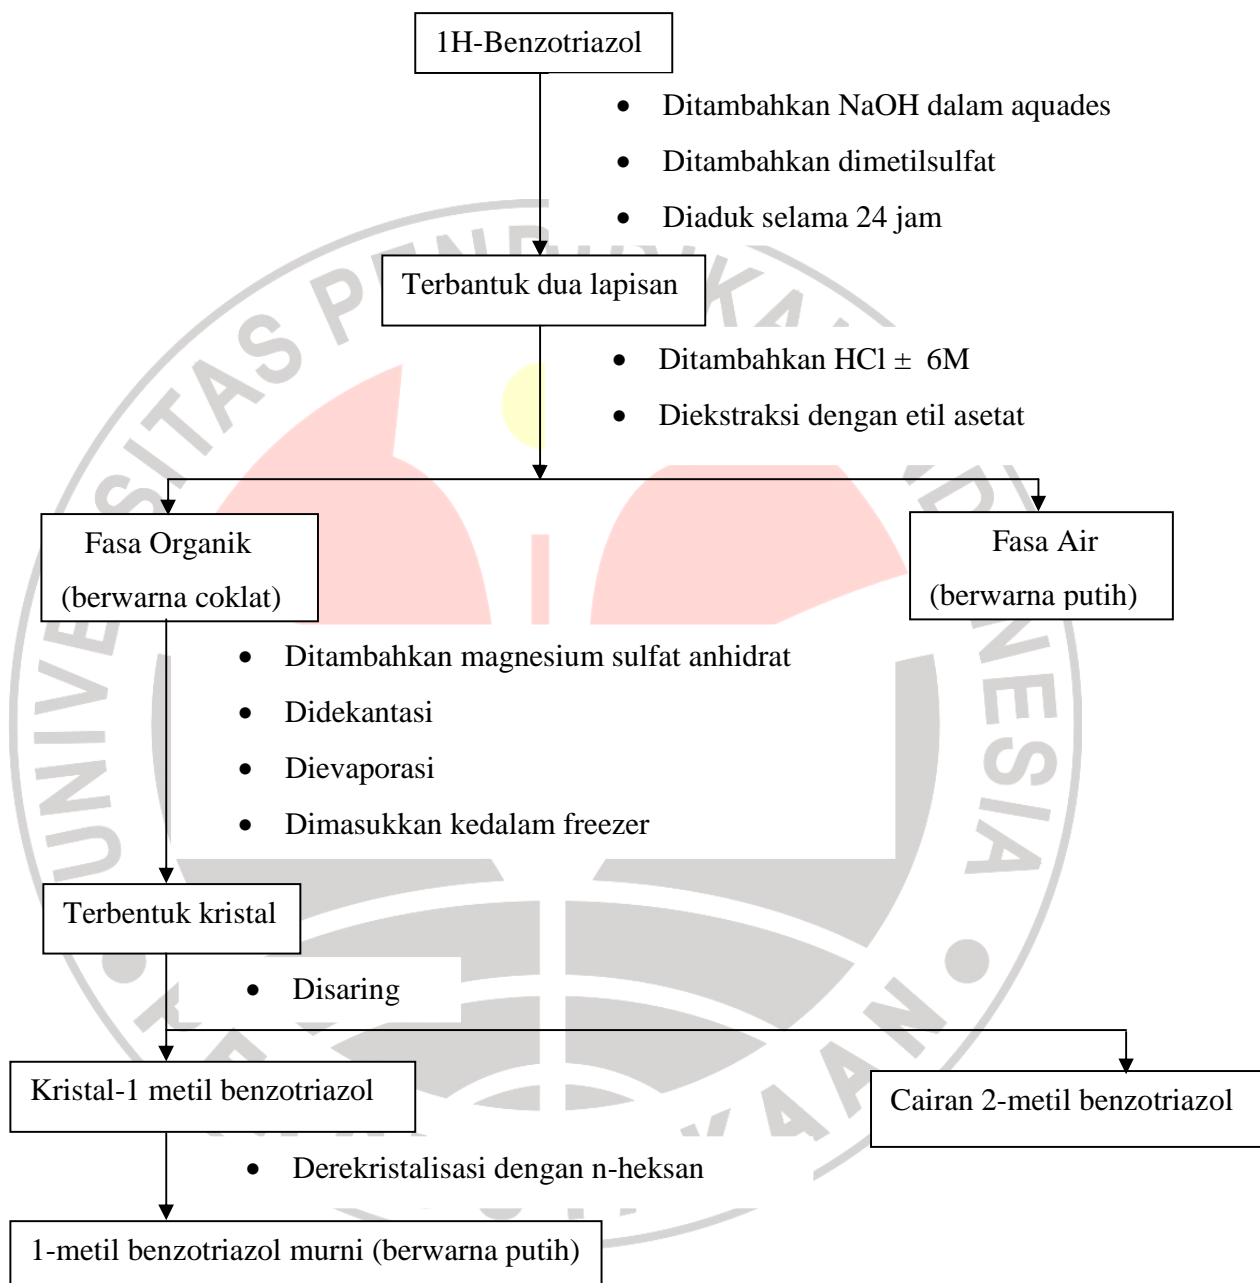 1H-Benzotriazol
• Ditambahkan NaOH dalam aquades
• Ditambahkan dimetilsulfat
• Diaduk selama 24 jam
Terbantuk dua lapisan
• Ditambahkan HCl ± 6M
• Diekstraksi dengan etil asetat
Fasa Organik
(berwarna coklat)
Fasa Air
(berwarna putih)
• Ditambahkan magnesium sulfat anhidrat
• Didekantasi
• Dievaporasi
• Dimasukkan kedalam freezer
Terbentuk kristal
• Disaring
Kristal-1 metil benzotriazol
Cairan 2-metil benzotriazol
• Derekristalisasi dengan n-heksan
1-metil benzotriazol murni (berwarna putih)